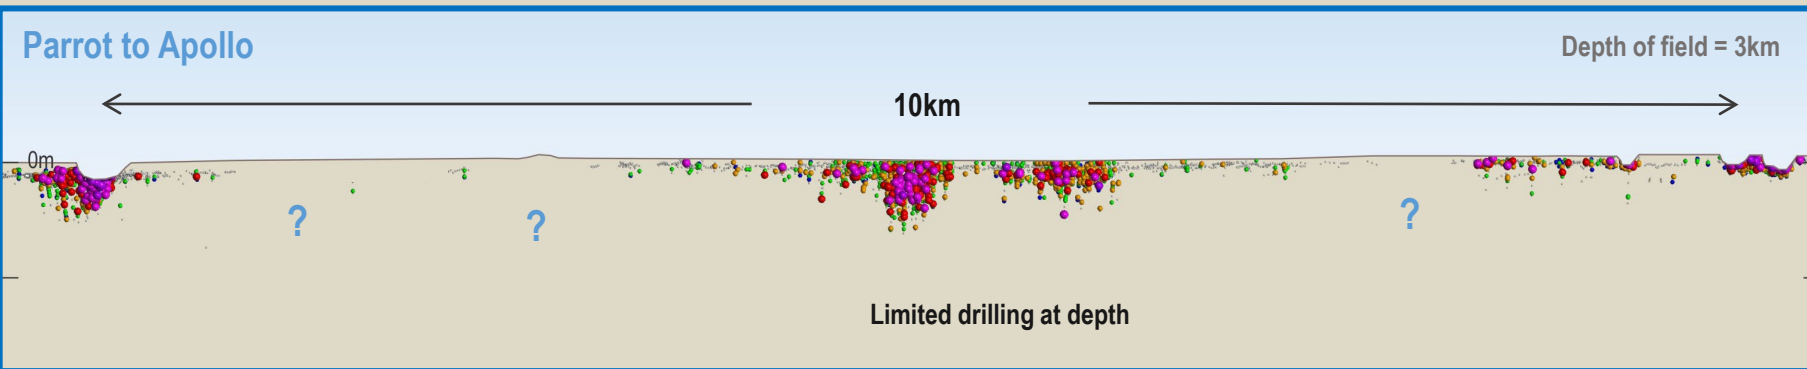 Parrot to Apollo
Depth of field = 3km
10km
0m
?
?
?
Limited drilling at depth